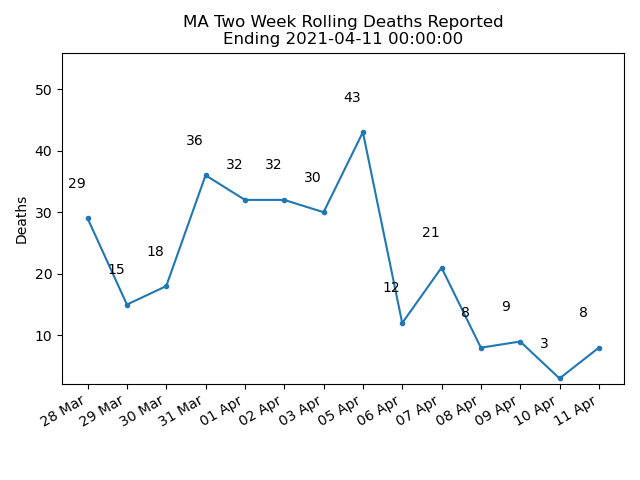 MA Two Week Rolling Deaths Reported
Ending 2021-04-11 00:00:00
Deaths
50
40
30
20
10
29
15
18
36
32
32
30
43
12
21
8
9
3
8
28 Mar
29 Mar
30 Mar
31 Mar
01 Apr
02 Apr
03 Apr
05 Apr
06 Apr
07 Apr
08 Apr
09 Apr
10 Apr
11 Apr